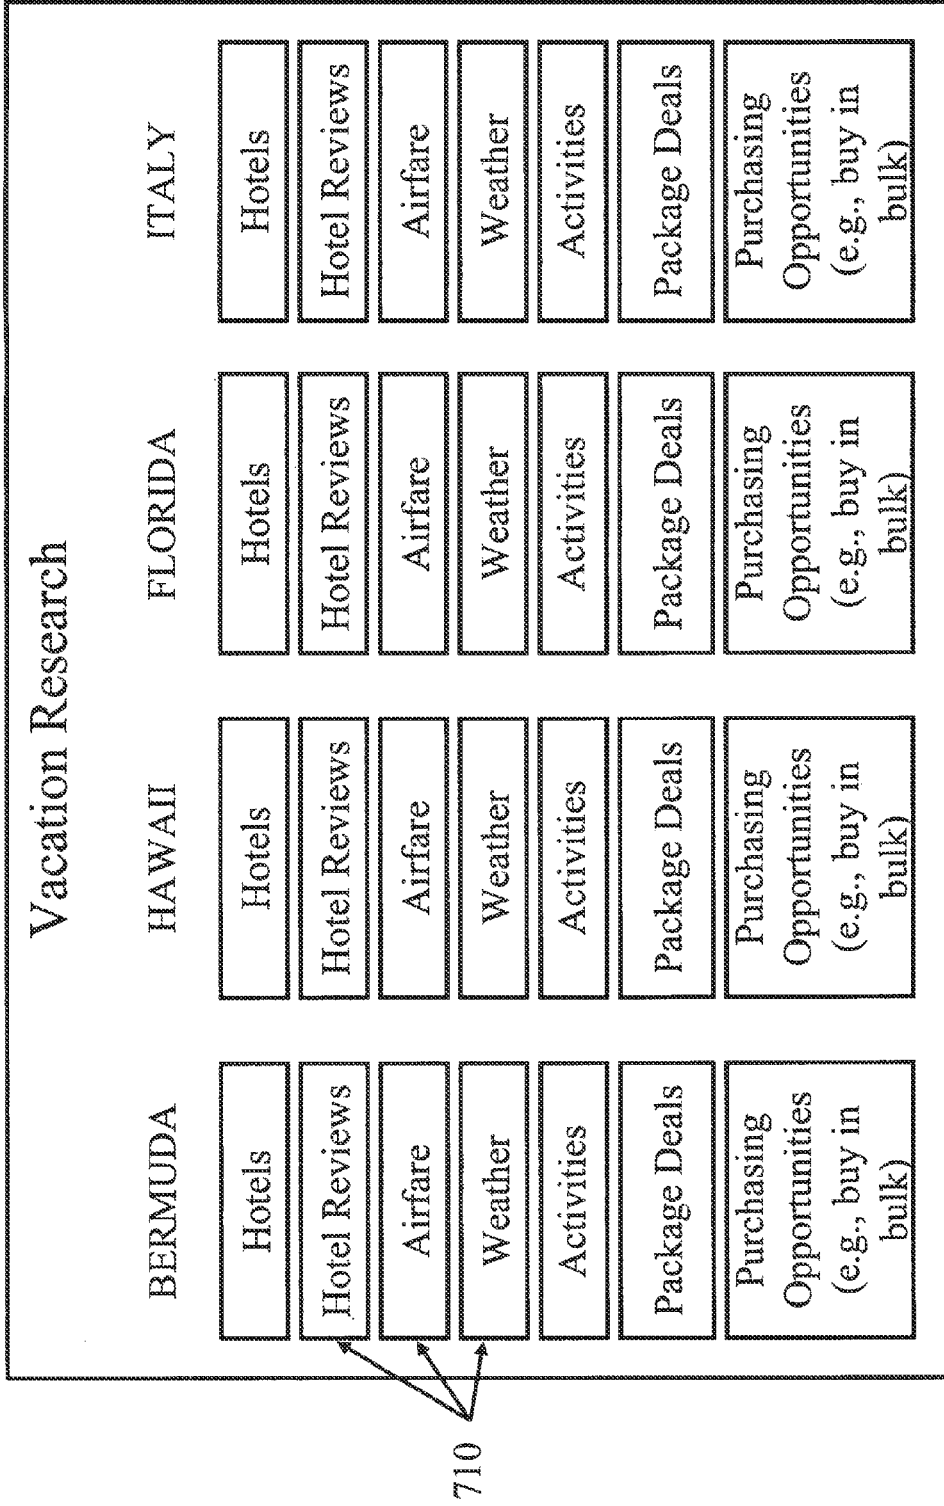 Vacation Research
BERMUDA
Hotels
Hotel Reviews
Airfare
Weather
Activities
Package Deals
Purchasing
Opportunities
(e.g., buy in
bulk)
HAWAII
Hotels
Hotel Reviews
Airfare
Weather
Activities
Package Deals
Purchasing
Opportunities
(e.g., buy in
bulk)
FLORIDA
Hotels
Hotel Reviews
Airfare
Weather
Activities
Package Deals
Purchasing
Opportunities
(e.g., buy in
bulk)
ITALY
Hotels
Hotel Reviews
Airfare
Weather
Activities
Package Deals
Purchasing
Opportunities
(e.g., buy in
bulk)
710